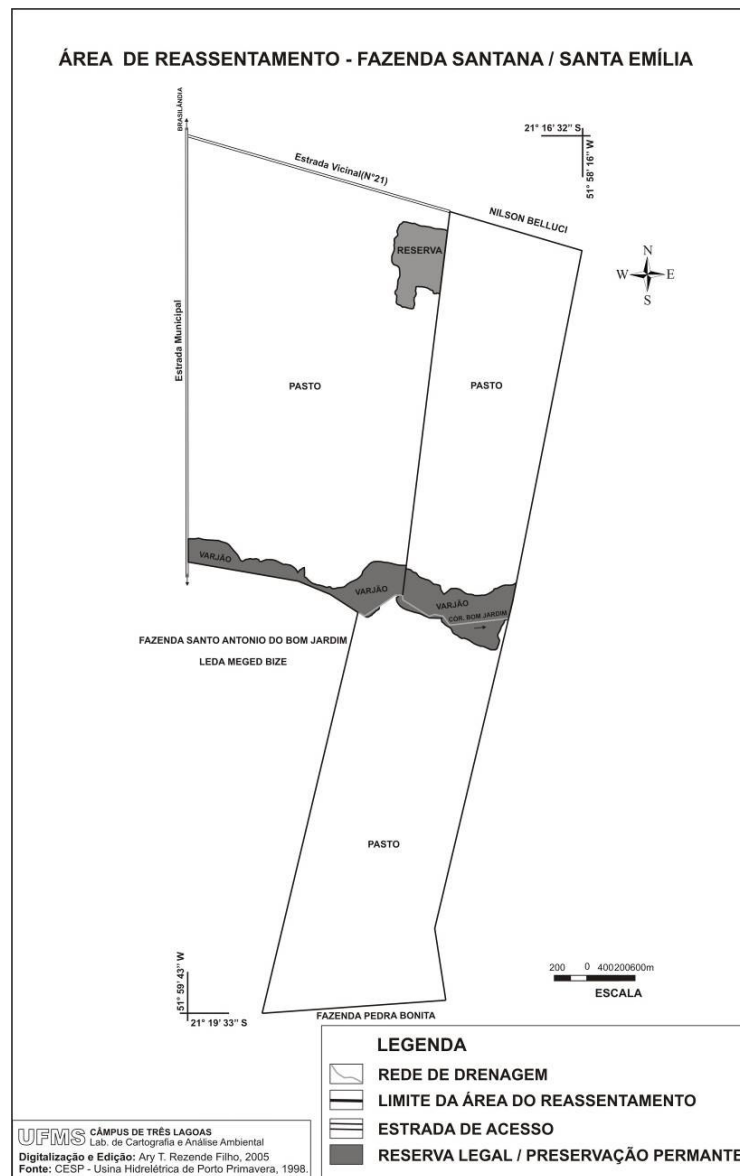 ÁREA DE REASSENTAMENTO - FAZENDA SANTANA / SANTA EMÍLIA
BRASILÂNDIA
21° 16' 32'' S
51° 58' 16'' W
Estrada Vicinal(N°21)
NILSON BELLUCI
RESERVA
N
W E
S
Estrada Municipal
PASTO
PASTO
VARJÃO
VARJÃO
VARJÃO
CÓR. BOM JARDIM
FAZENDA SANTO ANTONIO DO BOM JARDIM
LEDA MEGED BIZE
PASTO
51° 59' 43'' W
21° 19' 33'' S
200 0 400200600m
ESCALA
FAZENDA PEDRA BONITA
LEGENDA
REDE DE DRENAGEM
LIMITE DA ÁREA DO REASSENTAMENTO
ESTRADA DE ACESSO
RESERVA LEGAL / PRESERVAÇÃO PERMANTE
UFMS CÂMPUS DE TRÊS LAGOAS
Lab. de Cartografia e Análise Ambiental
Digitalização e Edição: Ary T. Rezende Filho, 2005
Fonte: CESP - Usina Hidrelétrica de Porto Primavera, 1998.